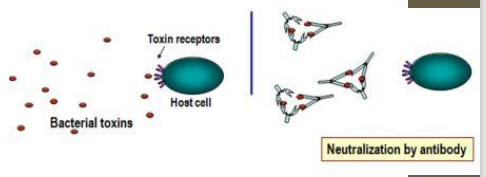 Toxin receptors
Host cell
Bacterial toxins
Neutralization by antibody